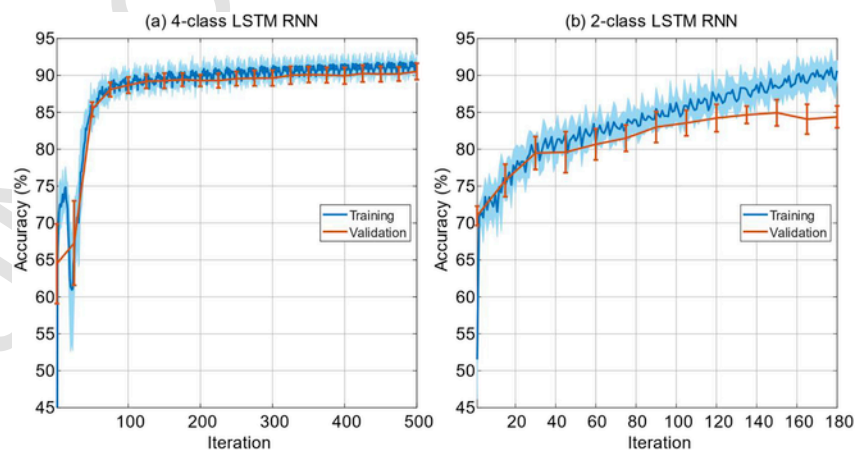 (a) 4-class LSTM RNN
95
90
85
80
75
70
65
60
55
50
45
Accuracy (%)
Training
Validation
100 200 300 400 500
Iteration
(b) 2-class LSTM RNN
95
90
85
80
75
70
65
60
55
50
45
Accuracy (%)
Training
Validation
20 40 60 80 100 120 140 160 180
Iteration